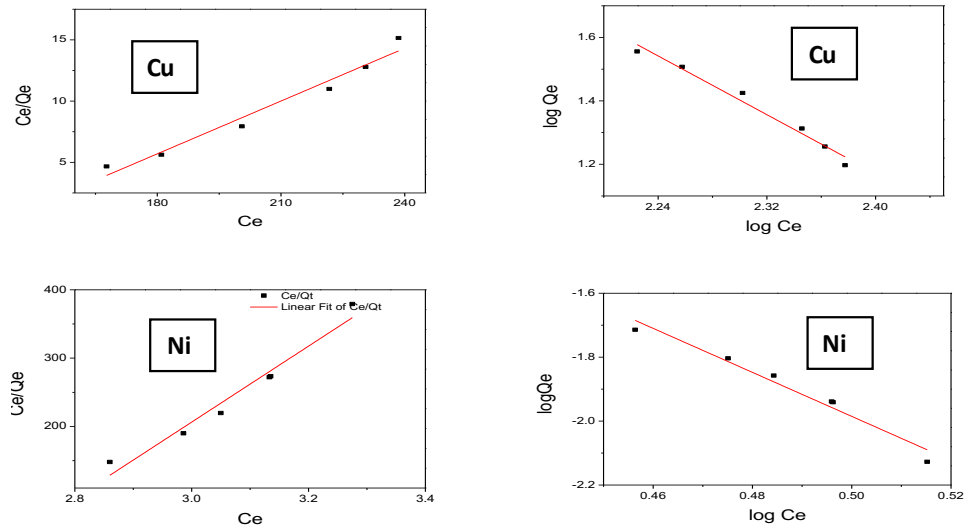 15
10
5
Ce/Qe
Cu
180
210
240
Ce
1.6
1.4
1.2
log Qe
Cu
2.24
2.32
2.40
log Ce
400
300
200
Ce/Qe
Ce/Qt
Linear Fit of Ce/Qt
Ni
2.8
3.0
3.2
3.4
Ce
-1.6
-1.8
-2.0
-2.2
logQe
Ni
0.46
0.48
0.50
0.52
log Ce